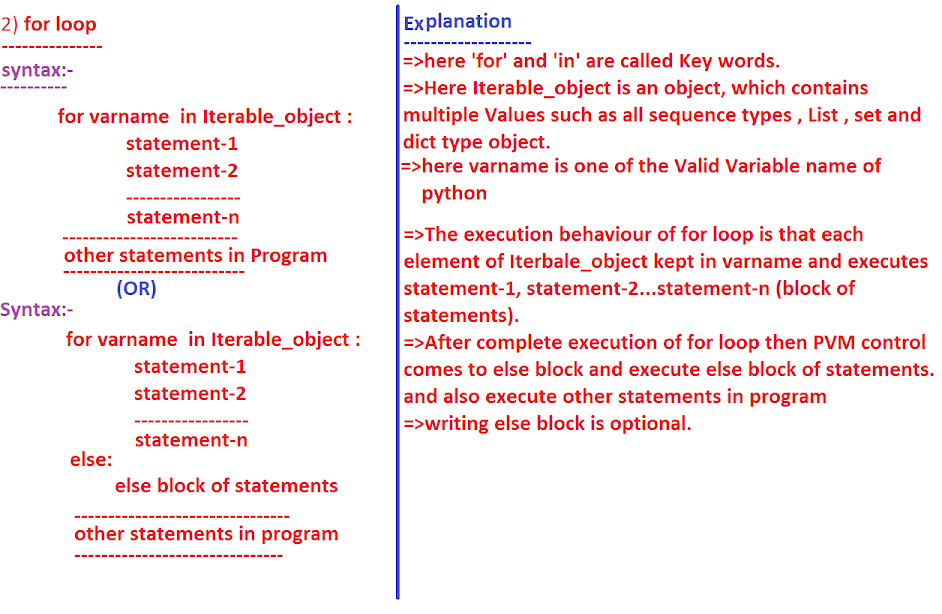 2) for loop
---------------
syntax:-
----------
for varname in Iterable_object :
statement-1
statement-2
-----------------
statement-n
--------------------------
other statements in Program
---------------------------
(OR)
Syntax:-
for varname in Iterable_object :
statement-1
statement-2
-----------------
statement-n
else:
else block of statements
--------------------------------
other statements in program
-------------------------------
Explanation
-------------------
=>here 'for' and 'in' are called Key words.
=>Here Iterable_object is an object, which contains
multiple Values such as all sequence types , List , set and
dict type object.
=>here varname is one of the Valid Variable name of
python
=>The execution behaviour of for loop is that each
element of Iterbale_object kept in varname and executes
statement-1, statement-2...statement-n (block of
statements).
=>After complete execution of for loop then PVM control
comes to else block and execute else block of statements.
and also execute other statements in program
=>writing else block is optional.